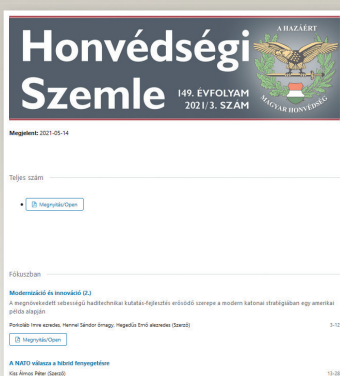 Honvédségi
Szemle
149. ÉVFOLYAM
2021/3. SZÁM
A HAZÁÉRT
MAGYAR HONVÉDSÉG
Megjelent: 2021-05-14
Teljes szám
Megnyitás/Open
Fókuszban
Modernizáció és innováció (2.)
A megnövekedett sebességű haditechnikai kutatás-fejlesztés erősödő szerepe a modern katonai stratégiában egy amerikai
példa alapján
Porkoláb Imre ezredes, Hennel Sándor őrnagy, Hegedűs Ernő alezredes (Szerző)
3-12
Megnyitás/Open
A NATO válasza a hibrid fenyegetésre
Kiss Álmos Péter (Szerző)
13-28